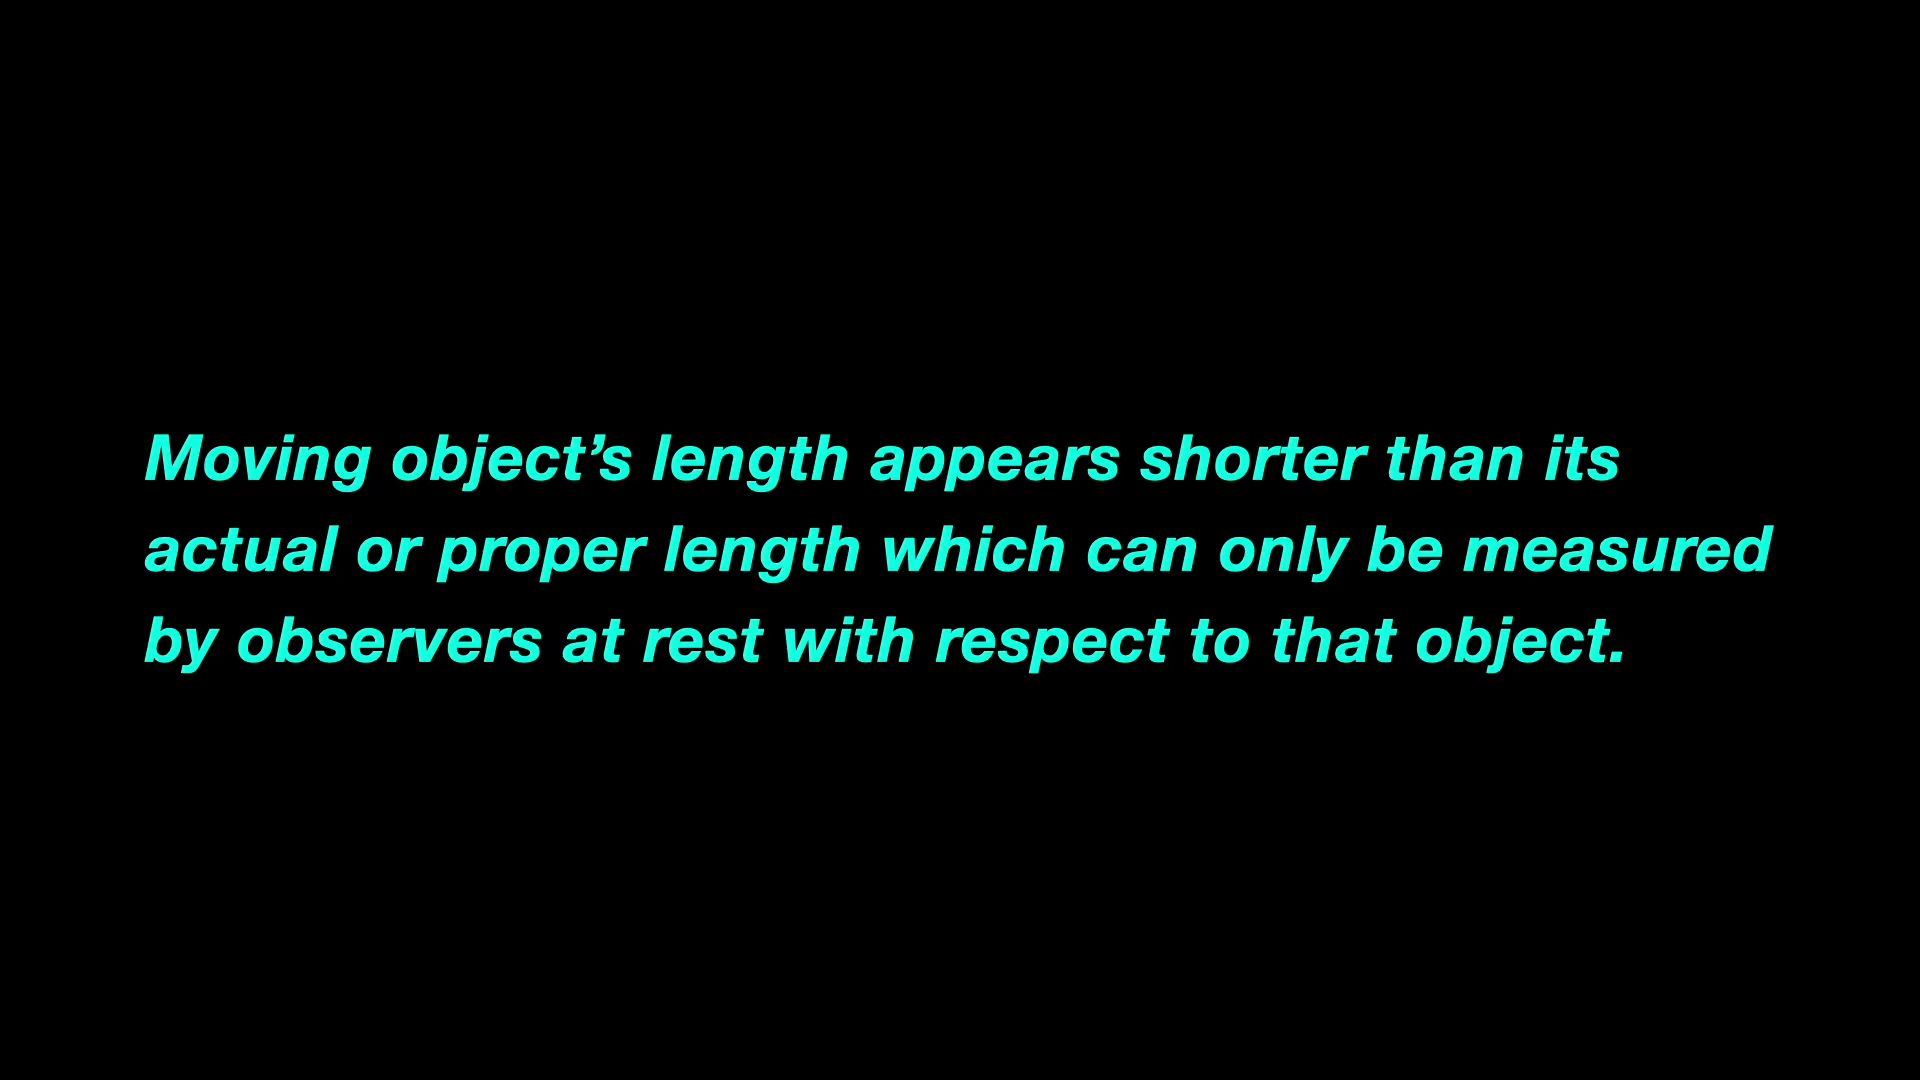 Moving object’s length appears shorter than its
actual or proper length which can only be measured
by observers at rest with respect to that object.